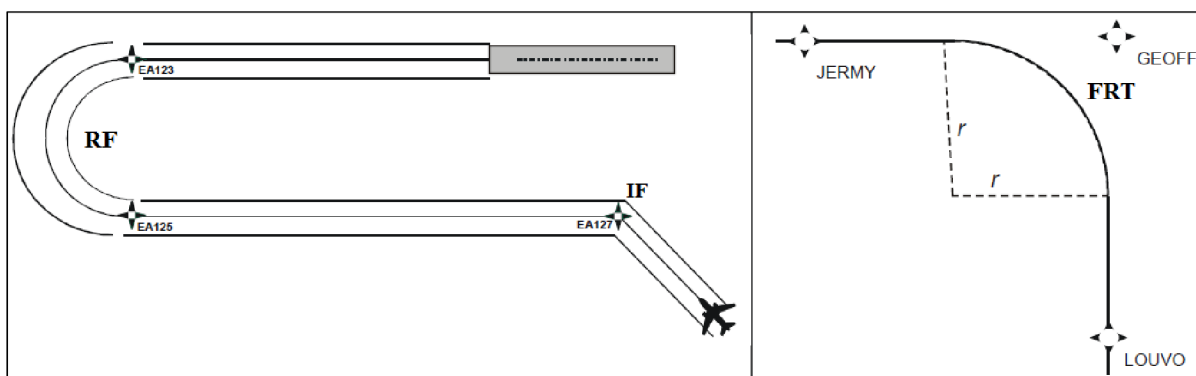 EA123
RF
IF
EA125
EA127
JERMY
GEOFF
FRT
r
r
LOUVO